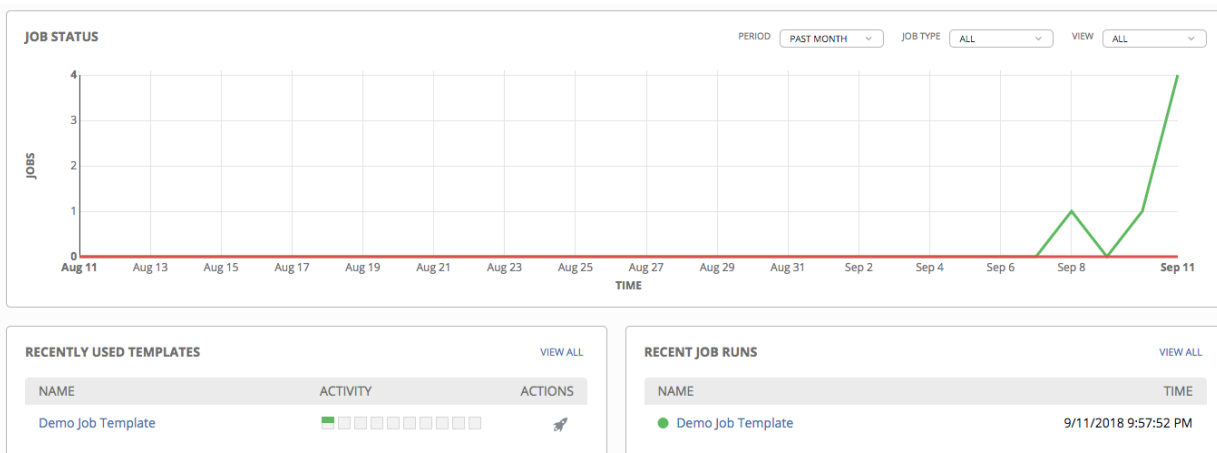 JOB STATUS
PERIOD PAST MONTH JOB TYPE ALL VIEW ALL
4
3
2
1
0
JOBS
Aug 11 Aug 13 Aug 15 Aug 17 Aug 19 Aug 21 Aug 23 Aug 25 Aug 27 Aug 29 Aug 31 Sep 2 Sep 4 Sep 6 Sep 8 Sep 11
TIME
RECENTLY USED TEMPLATES VIEW ALL
NAME ACTIVITY ACTIONS
Demo Job Template
RECENT JOB RUNS VIEW ALL
NAME TIME
Demo Job Template 9/11/2018 9:57:52 PM